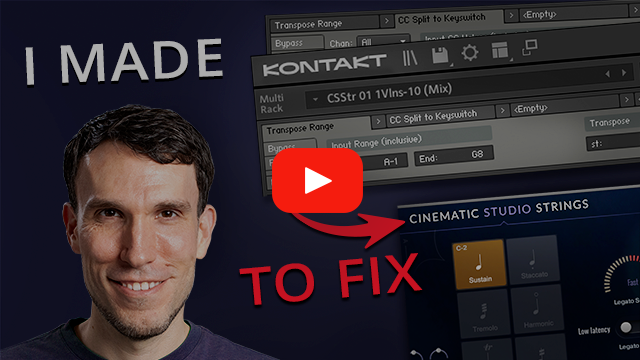 I MADE
TO FIX
Transpose Range
CC Split to Keyswitch
<Empty>
Bypass
Chan:
All
KONTAKT
Multi
Rack
CSStr 01 1Vlns-10 (Mix)
Transpose Range
CC Split to Keyswitch
<Empty>
Bypass
Input Range (inclusive)
Transpose
A-1
End:
G8
st:
CINEMATIC STUDIO STRINGS
C-2
Sustain
Staccato
Tremolo
Harmonic
Fast
Legato S
Low latency
Legato